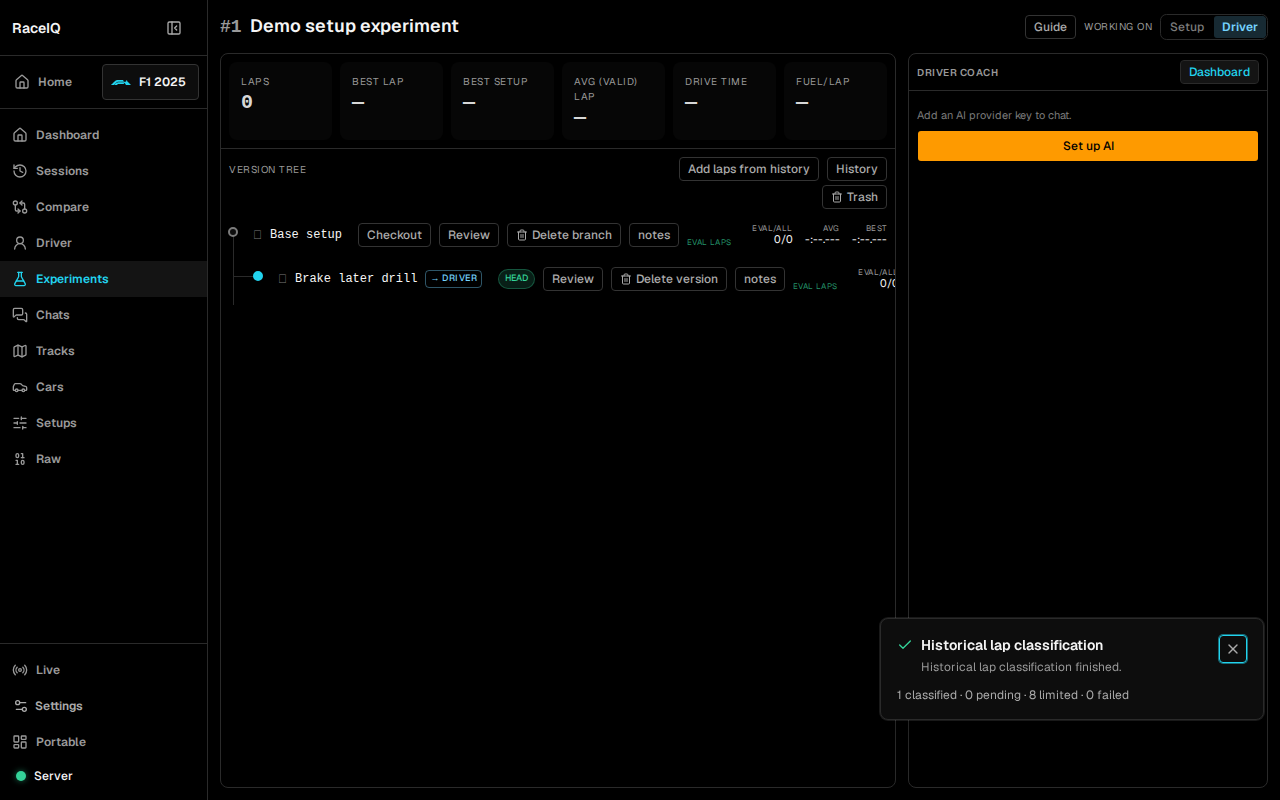 RaceIQ
#1 Demo setup experiment
Guide
WORKING ON
Setup
Driver
Home
F1 2025
Dashboard
Sessions
Compare
Driver
Experiments
Chats
Tracks
Cars
Setups
Raw
Live
Settings
Portable
Server
LAPS
0
BEST LAP
—
BEST SETUP
—
AVG (VALID)
LAP
—
DRIVE TIME
—
FUEL/LAP
—
VERSION TREE
Add laps from history
History
Trash
Base setup
Checkout
Review
Delete branch
notes
EVAL LAPS
EVAL/ALL
0/0
AVG
-:--.---
BEST
-:--.---
Brake later drill
→ DRIVER
HEAD
Review
Delete version
notes
EVAL LAPS
EVAL/ALL
0/0
DRIVER COACH
Dashboard
Add an AI provider key to chat.
Set up AI
Historical lap classification
Historical lap classification finished.
1 classified · 0 pending · 8 limited · 0 failed